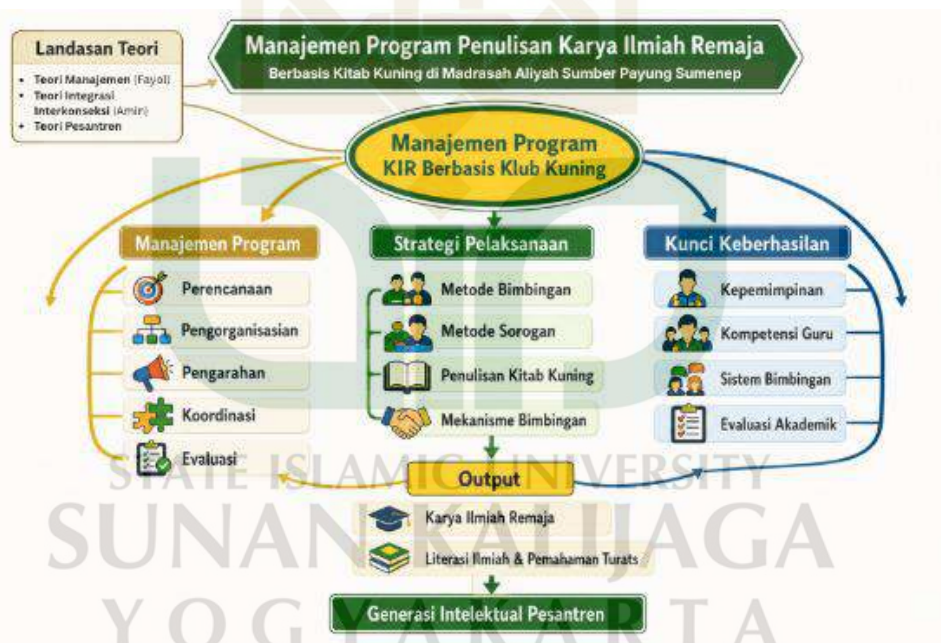 Landasan Teori
• Teori Manajemen (Fayol)
• Teori Integrasi
Interkonseksi (Amin)
• Teori Pesantren
Manajemen Program Penulisan Karya Ilmiah Remaja
Berbasis Kitab Kuning di Madrasah Aliyah Sumber Payung Sumenep
Manajemen Program
KIR Berbasis Klub Kuning
Manajemen Program
Perencanaan
Pengorganisasian
Pengarahan
Koordinasi
Evaluasi
Strategi Pelaksanaan
Metode Bimbingan
Metode Sorogan
Penulisan Kitab Kuning
Mekanisme Bimbingan
Kunci Keberhasilan
Kepemimpinan
Kompetensi Guru
Sistem Bimbingan
Evaluasi Akademik
Output
Karya Ilmiah Remaja
Literasi Ilmiah & Pemahaman Turats
Generasi Intelektual Pesantren
STATE ISLAMIC UNIVERSITY
SUNAN KALIJAGA
YOGYAKARTA